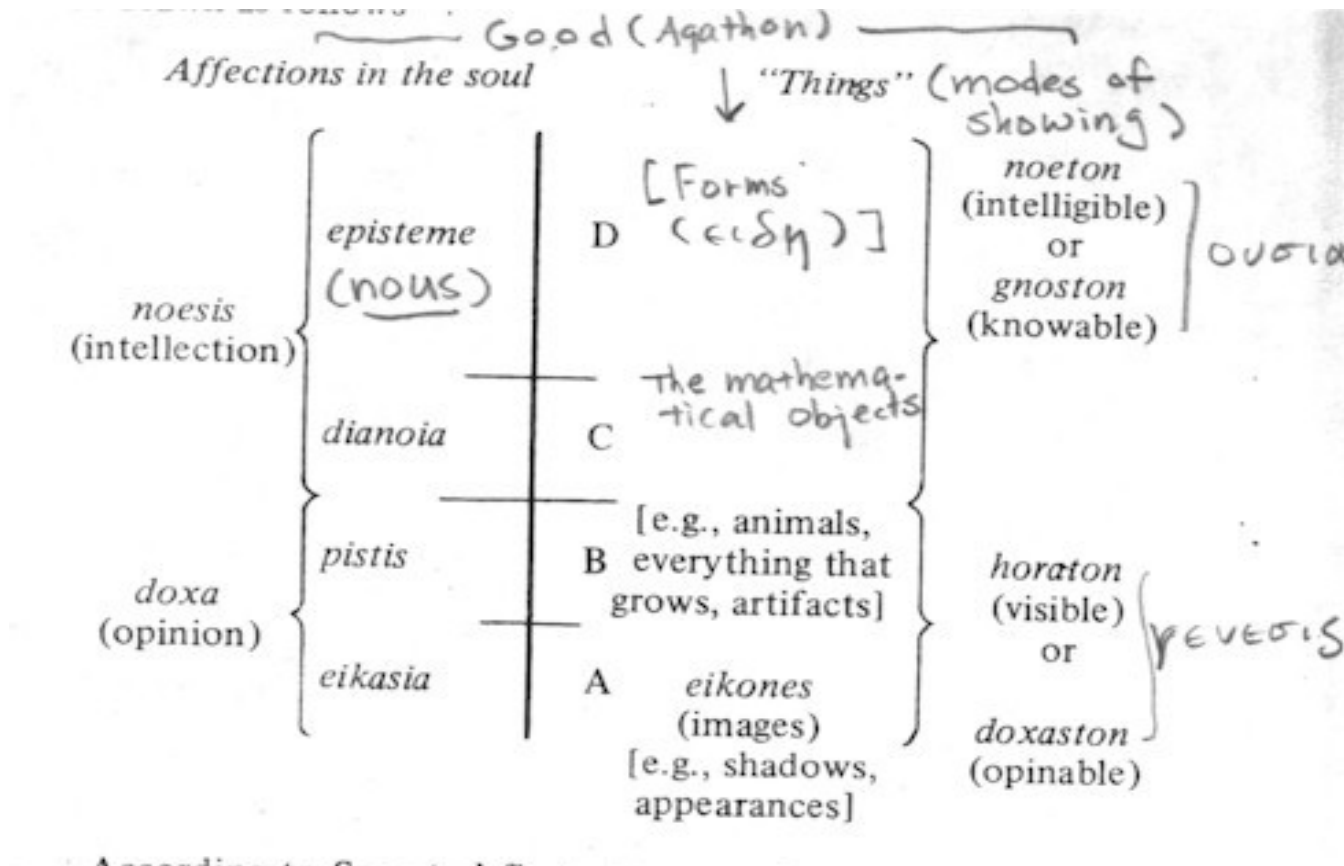 Good (Agathon)
Affections in the soul
"Things" (modes of
showing)
noesis
(intellection)
episteme
(nous)
D
[Forms
(ειδη)]
noeton
(intelligible)
or
gnoston
(knowable)
ουσια
dianoia
C
The mathema-
tical objects
doxa
(opinion)
pistis
B
[e.g., animals,
everything that
grows, artifacts]
horaton
(visible)
or
doxaston
(opinable)
γενεσις
eikasia
A
eikones
(images)
[e.g., shadows,
appearances]